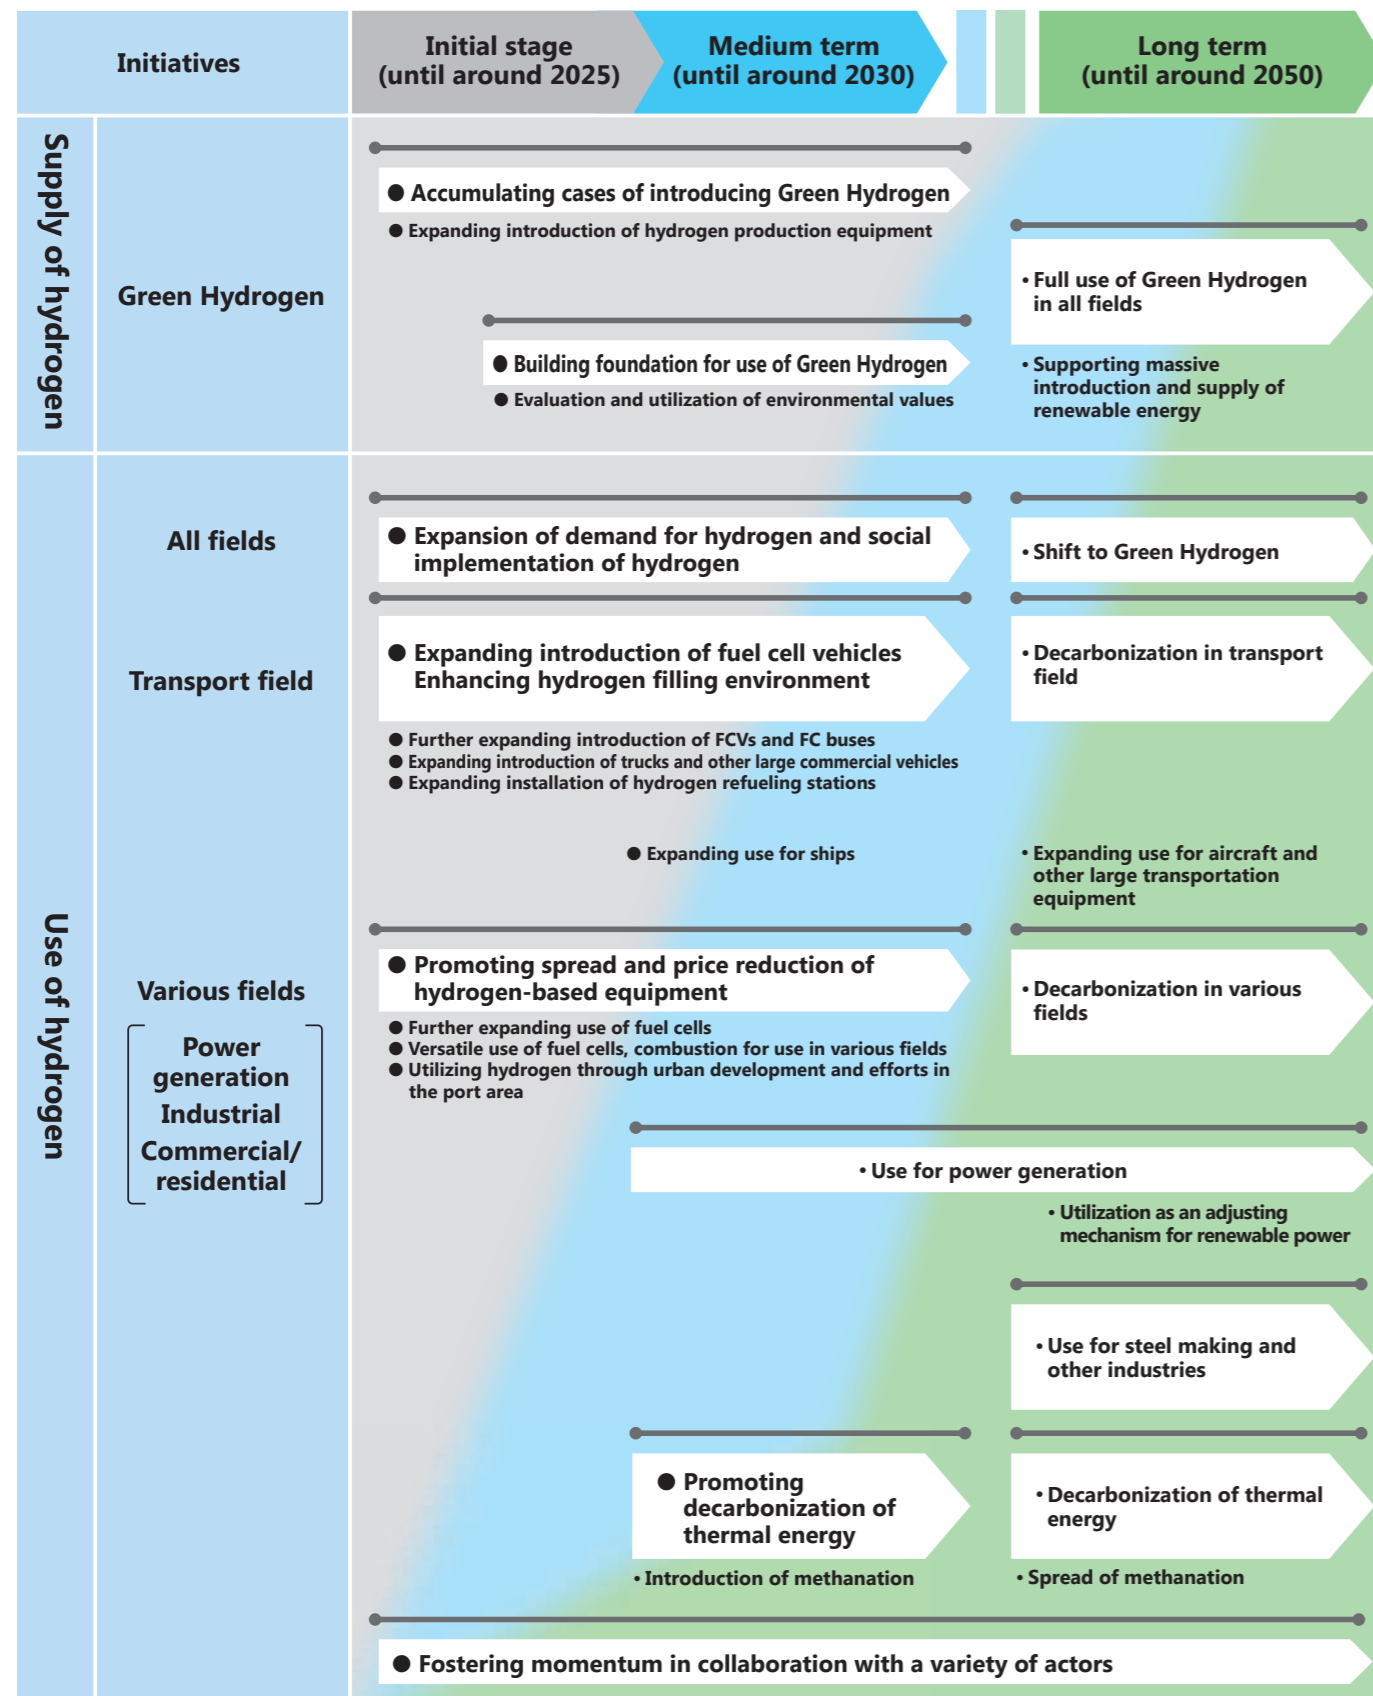 Initiatives
Initial stage
(until around 2025)
Medium term
(until around 2030)
Long term
(until around 2050)
Supply of hydrogen
Green Hydrogen
● Accumulating cases of introducing Green Hydrogen
● Expanding introduction of hydrogen production equipment
● Building foundation for use of Green Hydrogen
● Evaluation and utilization of environmental values
• Full use of Green Hydrogen
in all fields
• Supporting massive
introduction and supply of
renewable energy
Use of hydrogen
All fields
● Expansion of demand for hydrogen and social
implementation of hydrogen
• Shift to Green Hydrogen
Transport field
● Expanding introduction of fuel cell vehicles
Enhancing hydrogen filling environment
• Decarbonization in transport
field
● Further expanding introduction of FCVs and FC buses
● Expanding introduction of trucks and other large commercial vehicles
● Expanding installation of hydrogen refueling stations
● Expanding use for ships
• Expanding use for aircraft and
other large transportation
equipment
Various fields
Power
generation
Industrial
Commercial/
residential
● Promoting spread and price reduction of
hydrogen-based equipment
• Decarbonization in various
fields
● Further expanding use of fuel cells
● Versatile use of fuel cells, combustion for use in various fields
● Utilizing hydrogen through urban development and efforts in
the port area
• Use for power generation
• Utilization as an adjusting
mechanism for renewable power
• Use for steel making and
other industries
● Promoting
decarbonization of
thermal energy
• Introduction of methanation
• Decarbonization of thermal
energy
• Spread of methanation
● Fostering momentum in collaboration with a variety of actors